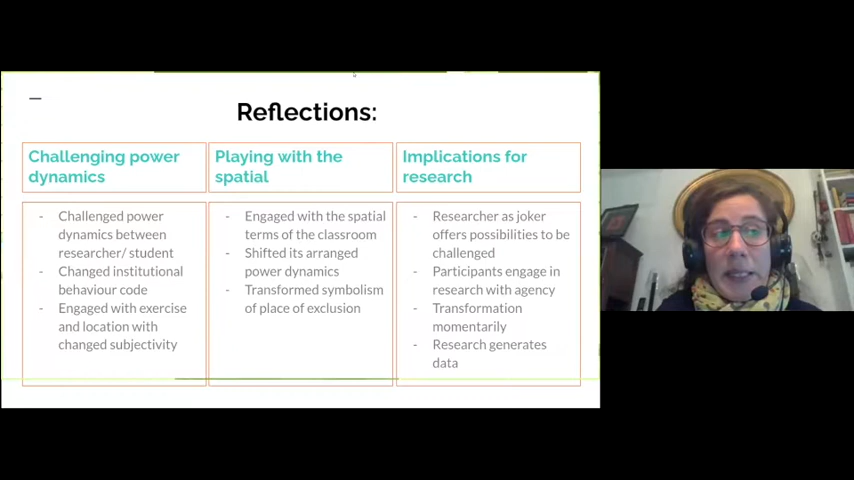 Reflections:
Challenging power
dynamics
- Challenged power
dynamics between
researcher/ student
- Changed institutional
behaviour code
- Engaged with exercise
and location with
changed subjectivity
Playing with the
spatial
- Engaged with the spatial
terms of the classroom
- Shifted its arranged
power dynamics
- Transformed symbolism
of place of exclusion
Implications for
research
- Researcher as joker
offers possibilities to be
challenged
- Participants engage in
research with agency
- Transformation
momentarily
- Research generates
data